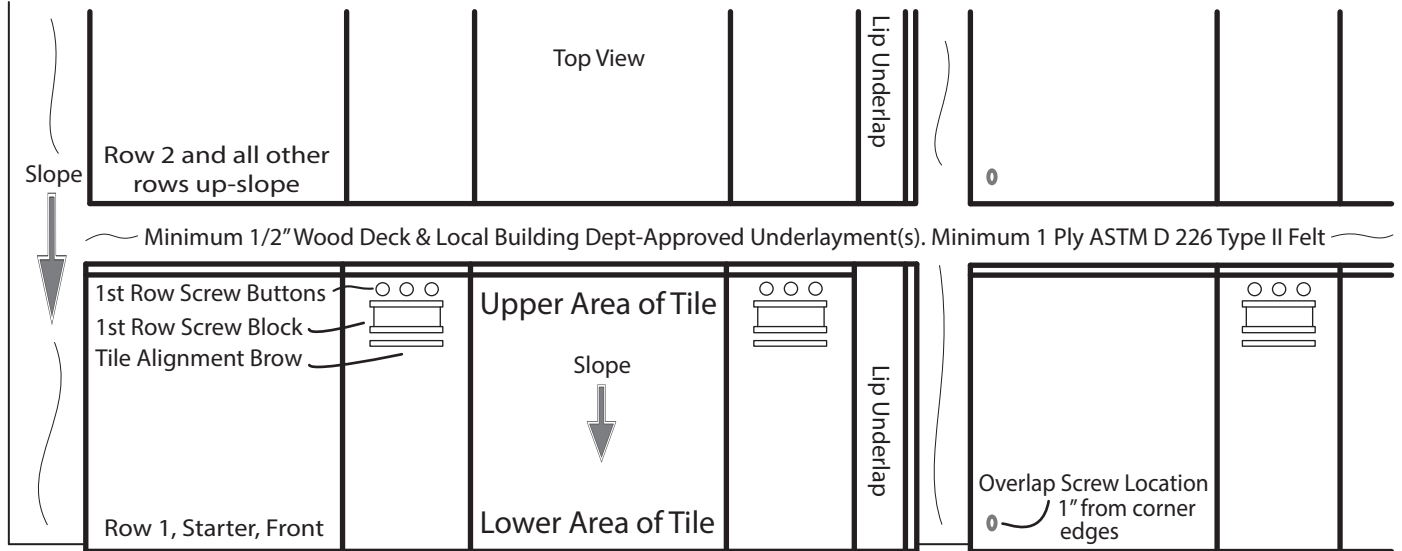 Top View
Lip Underlap
Row 2 and all other
rows up-slope
Slope
Minimum 1/2" Wood Deck & Local Building Dept-Approved Underlayment(s). Minimum 1 Ply ASTM D 226 Type II Felt
1st Row Screw Buttons
1st Row Screw Block
Tile Alignment Brow
Upper Area of Tile
Slope
Lip Underlap
Lower Area of Tile
Row 1, Starter, Front
Overlap Screw Location
1" from corner
edges